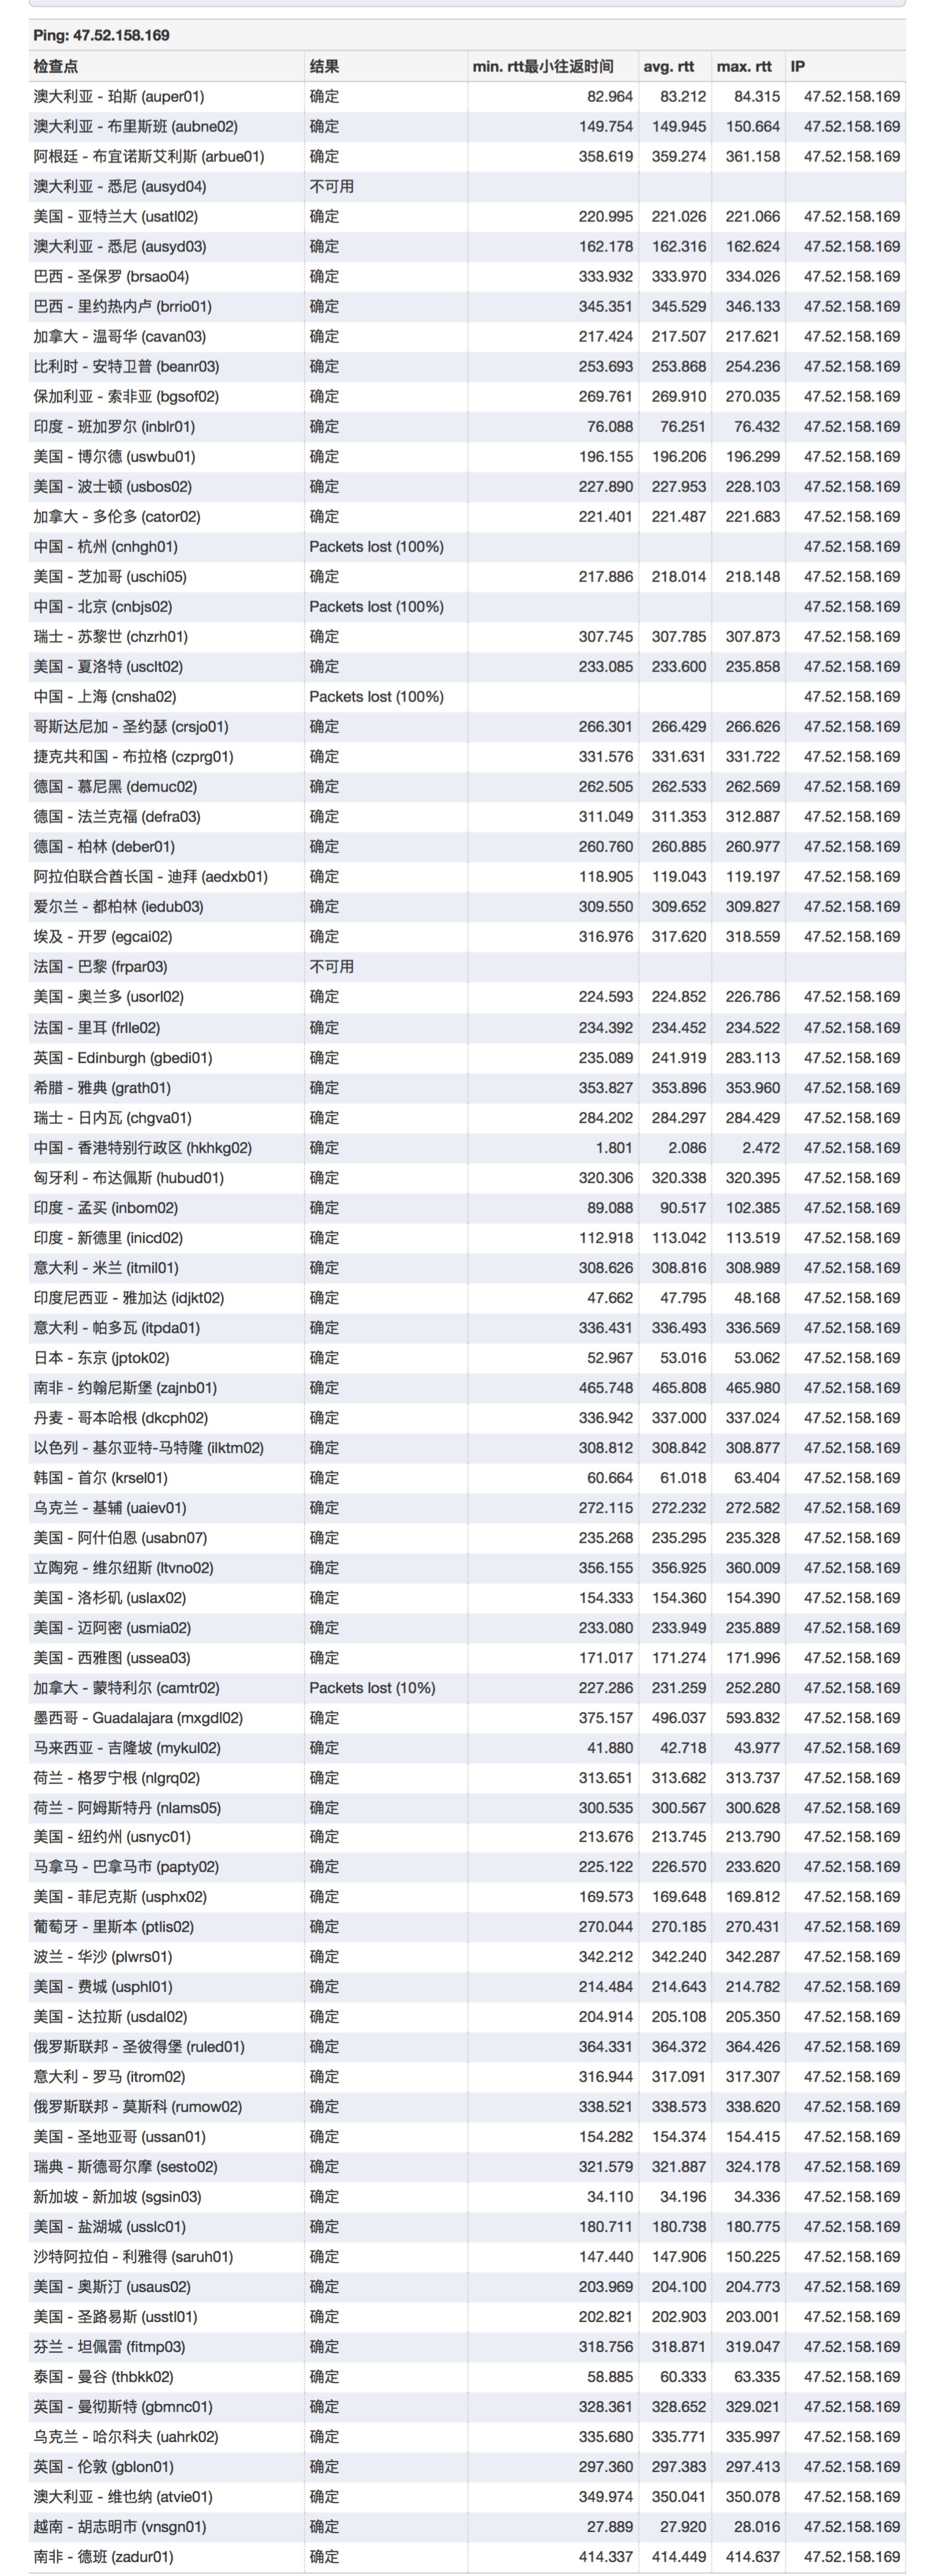 Ping: 47.52.158.169
检查点 结果 min. rtt最小往返时间 avg. rtt max. rtt IP
澳大利亚 - 珀斯 (auper01) 确定 82.964 83.212 84.315 47.52.158.169
澳大利亚 - 布里斯班 (aubne02) 确定 149.754 149.945 150.664 47.52.158.169
阿根廷 - 布宜诺斯艾利斯 (arbue01) 确定 358.619 359.274 361.158 47.52.158.169
澳大利亚 - 悉尼 (ausyd04) 不可用
美国 - 亚特兰大 (usatl02) 确定 220.995 221.026 221.066 47.52.158.169
澳大利亚 - 悉尼 (ausyd03) 确定 162.178 162.316 162.624 47.52.158.169
巴西 - 圣保罗 (brsao04) 确定 333.932 333.970 334.026 47.52.158.169
巴西 - 里约热内卢 (brrio01) 确定 345.351 345.529 346.133 47.52.158.169
加拿大 - 温哥华 (cavan03) 确定 217.424 217.507 217.621 47.52.158.169
比利时 - 安特卫普 (beanr03) 确定 253.693 253.868 254.236 47.52.158.169
保加利亚 - 索非亚 (bgsof02) 确定 269.761 269.910 270.035 47.52.158.169
印度 - 班加罗尔 (inblr01) 确定 76.088 76.251 76.432 47.52.158.169
美国 - 博尔德 (uswbu01) 确定 196.155 196.206 196.299 47.52.158.169
美国 - 波士顿 (usbos02) 确定 227.890 227.953 228.103 47.52.158.169
加拿大 - 多伦多 (cator02) 确定 221.401 221.487 221.683 47.52.158.169
中国 - 杭州 (cnhgh01) Packets lost (100%) 47.52.158.169
美国 - 芝加哥 (uschi05) 确定 217.886 218.014 218.148 47.52.158.169
中国 - 北京 (cnbjs02) Packets lost (100%) 47.52.158.169
瑞士 - 苏黎世 (chzrh01) 确定 307.745 307.785 307.873 47.52.158.169
美国 - 夏洛特 (usclt02) 确定 233.085 233.600 235.858 47.52.158.169
中国 - 上海 (cnsha02) Packets lost (100%) 47.52.158.169
哥斯达尼加 - 圣约瑟 (crsjo01) 确定 266.301 266.429 266.626 47.52.158.169
捷克共和国 - 布拉格 (czprg01) 确定 331.576 331.631 331.722 47.52.158.169
德国 - 慕尼黑 (demuc02) 确定 262.505 262.533 262.569 47.52.158.169
德国 - 法兰克福 (defra03) 确定 311.049 311.353 312.887 47.52.158.169
德国 - 柏林 (deber01) 确定 260.760 260.885 260.977 47.52.158.169
阿拉伯联合酋长国 - 迪拜 (aedxb01) 确定 118.905 119.043 119.197 47.52.158.169
爱尔兰 - 都柏林 (iedub03) 确定 309.550 309.652 309.827 47.52.158.169
埃及 - 开罗 (egcai02) 确定 316.976 317.620 318.559 47.52.158.169
法国 - 巴黎 (frpar03) 不可用
美国 - 奥兰多 (usorl02) 确定 224.593 224.852 226.786 47.52.158.169
法国 - 里耳 (frlle02) 确定 234.392 234.452 234.522 47.52.158.169
英国 - Edinburgh (gbedi01) 确定 235.089 241.919 283.113 47.52.158.169
希腊 - 雅典 (grath01) 确定 353.827 353.896 353.960 47.52.158.169
瑞士 - 日内瓦 (chgva01) 确定 284.202 284.297 284.429 47.52.158.169
中国 - 香港特别行政区 (hkhkg02) 确定 1.801 2.086 2.472 47.52.158.169
匈牙利 - 布达佩斯 (hubud01) 确定 320.306 320.338 320.395 47.52.158.169
印度 - 孟买 (inbom02) 确定 89.088 90.517 102.385 47.52.158.169
印度 - 新德里 (inicd02) 确定 112.918 113.042 113.519 47.52.158.169
意大利 - 米兰 (itmil01) 确定 308.626 308.816 308.989 47.52.158.169
印度尼西亚 - 雅加达 (idjkt02) 确定 47.662 47.795 48.168 47.52.158.169
意大利 - 帕多瓦 (itpda01) 确定 336.431 336.493 336.569 47.52.158.169
日本 - 东京 (jptok02) 确定 52.967 53.016 53.062 47.52.158.169
南非 - 约翰尼斯堡 (zajnb01) 确定 465.748 465.808 465.980 47.52.158.169
丹麦 - 哥本哈根 (dkcph02) 确定 336.942 337.000 337.024 47.52.158.169
以色列 - 基尔亚特-马特隆 (ilktm02) 确定 308.812 308.842 308.877 47.52.158.169
韩国 - 首尔 (krsel01) 确定 60.664 61.018 63.404 47.52.158.169
乌克兰 - 基辅 (uaiev01) 确定 272.115 272.232 272.582 47.52.158.169
美国 - 阿什伯恩 (usabn07) 确定 235.268 235.295 235.328 47.52.158.169
立陶宛 - 维尔纽斯 (ltvno02) 确定 356.155 356.925 360.009 47.52.158.169
美国 - 洛杉矶 (uslax02) 确定 154.333 154.360 154.390 47.52.158.169
美国 - 迈阿密 (usmia02) 确定 233.080 233.949 235.889 47.52.158.169
美国 - 西雅图 (ussea03) 确定 171.017 171.274 171.996 47.52.158.169
加拿大 - 蒙特利尔 (camtr02) Packets lost (10%) 227.286 231.259 252.280 47.52.158.169
墨西哥 - Guadalajara (mxgdl02) 确定 375.157 496.037 593.832 47.52.158.169
马来西亚 - 吉隆坡 (mykul02) 确定 41.880 42.718 43.977 47.52.158.169
荷兰 - 格罗宁根 (nlgrq02) 确定 313.651 313.682 313.737 47.52.158.169
荷兰 - 阿姆斯特丹 (nlams05) 确定 300.535 300.567 300.628 47.52.158.169
美国 - 纽约州 (usnyc01) 确定 213.676 213.745 213.790 47.52.158.169
马拿马 - 巴拿马市 (papty02) 确定 225.122 226.570 233.620 47.52.158.169
美国 - 菲尼克斯 (usphx02) 确定 169.573 169.648 169.812 47.52.158.169
葡萄牙 - 里斯本 (ptlis02) 确定 270.044 270.185 270.431 47.52.158.169
波兰 - 华沙 (plwrs01) 确定 342.212 342.240 342.287 47.52.158.169
美国 - 费城 (usphl01) 确定 214.484 214.643 214.782 47.52.158.169
美国 - 达拉斯 (usdal02) 确定 204.914 205.108 205.350 47.52.158.169
俄罗斯联邦 - 圣彼得堡 (ruled01) 确定 364.331 364.372 364.426 47.52.158.169
意大利 - 罗马 (itrom02) 确定 316.944 317.091 317.307 47.52.158.169
俄罗斯联邦 - 莫斯科 (rumow02) 确定 338.521 338.573 338.620 47.52.158.169
美国 - 圣地亚哥 (ussan01) 确定 154.282 154.374 154.415 47.52.158.169
瑞典 - 斯德哥尔摩 (sesto02) 确定 321.579 321.887 324.178 47.52.158.169
新加坡 - 新加坡 (sgsin03) 确定 34.110 34.196 34.336 47.52.158.169
美国 - 盐湖城 (usslc01) 确定 180.711 180.738 180.775 47.52.158.169
沙特阿拉伯 - 利雅得 (saruh01) 确定 147.440 147.906 150.225 47.52.158.169
美国 - 奥斯汀 (usaus02) 确定 203.969 204.100 204.773 47.52.158.169
美国 - 圣路易斯 (usstl01) 确定 202.821 202.903 203.001 47.52.158.169
芬兰 - 坦佩雷 (fitmp03) 确定 318.756 318.871 319.047 47.52.158.169
泰国 - 曼谷 (thbkk02) 确定 58.885 60.333 63.335 47.52.158.169
英国 - 曼彻斯特 (gbmnc01) 确定 328.361 328.652 329.021 47.52.158.169
乌克兰 - 哈尔科夫 (uahrk02) 确定 335.680 335.771 335.997 47.52.158.169
英国 - 伦敦 (gblon01) 确定 297.360 297.383 297.413 47.52.158.169
澳大利亚 - 维也纳 (atvie01) 确定 349.974 350.041 350.078 47.52.158.169
越南 - 胡志明市 (vnsgn01) 确定 27.889 27.920 28.016 47.52.158.169
南非 - 德班 (zadur01) 确定 414.337 414.449 414.637 47.52.158.169